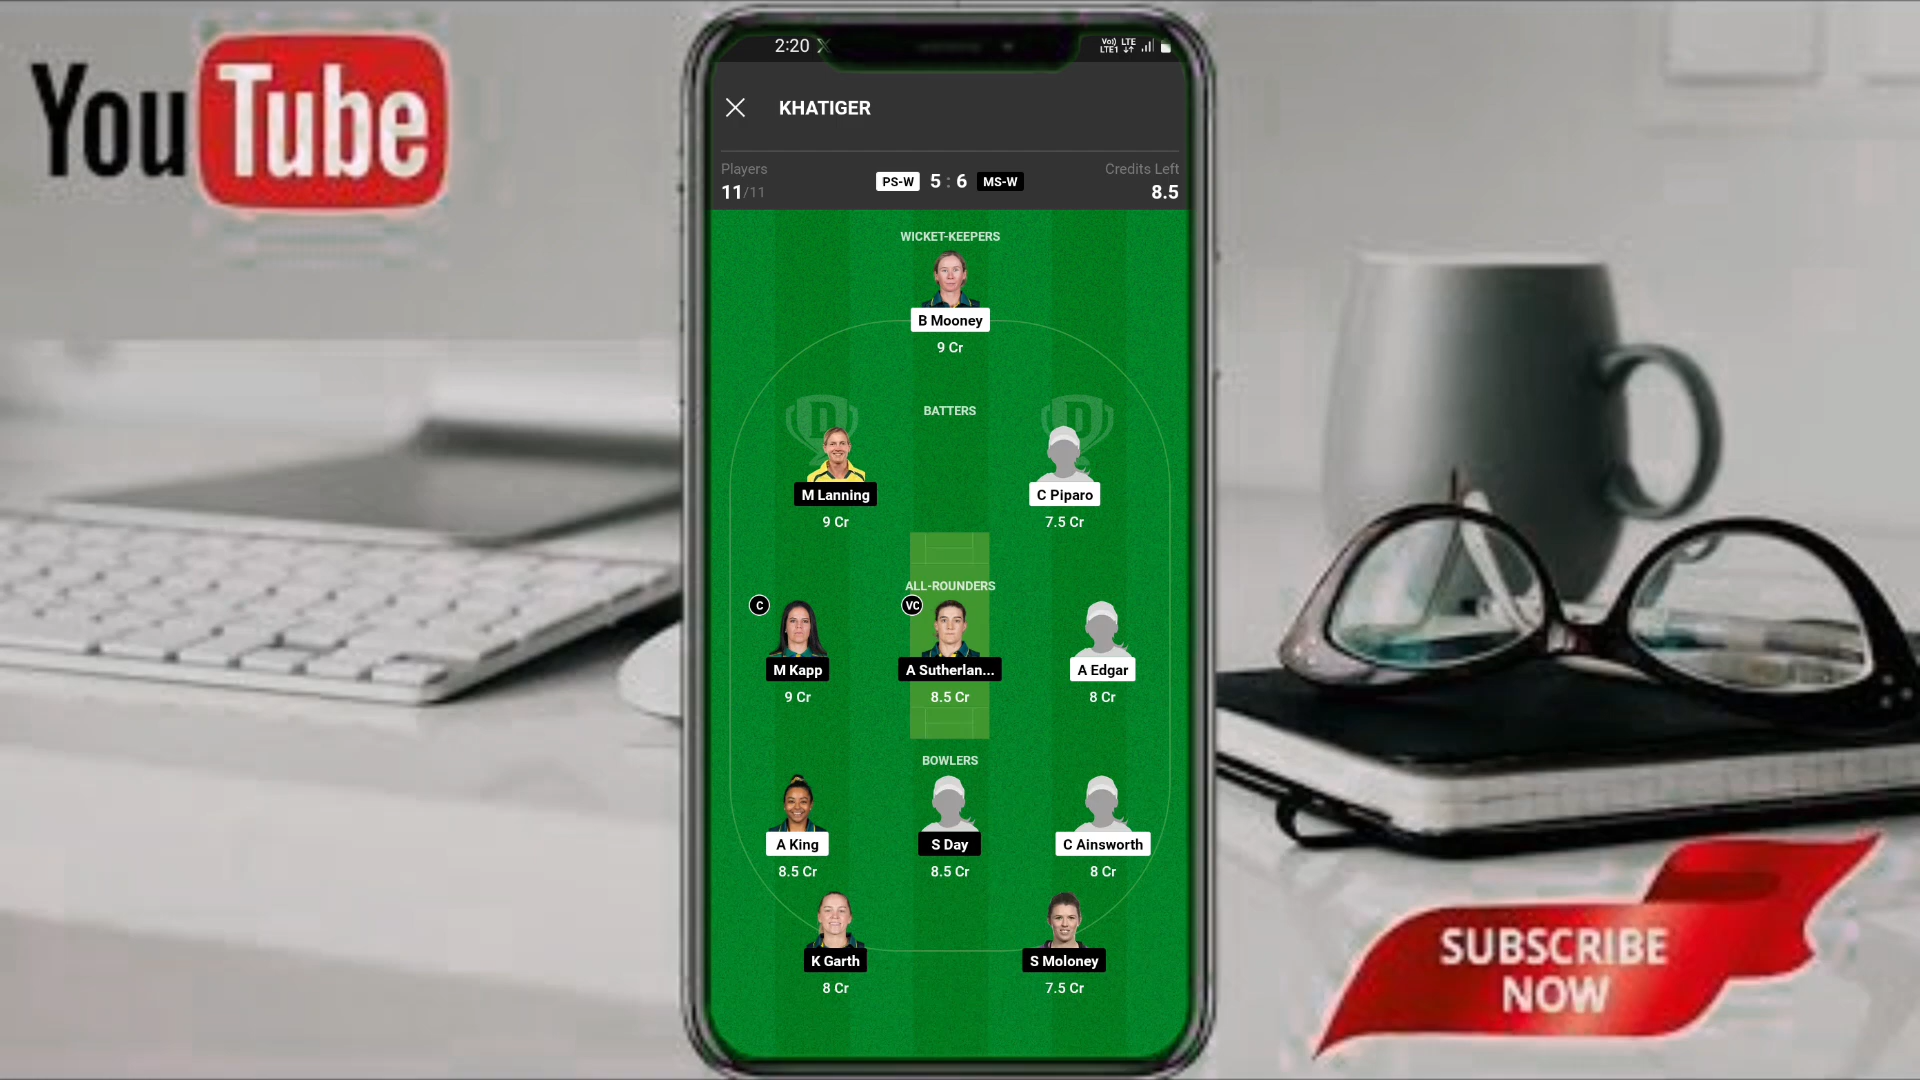 YouTube
2:20
Vo)) LTE
LTE1
KHATIGER
Players
11/11
PS-W 5 : 6 MS-W
Credits Left
8.5
WICKET-KEEPERS
B Mooney
9 Cr
BATTERS
M Lanning
9 Cr
C Piparo
7.5 Cr
ALL-ROUNDERS
C
M Kapp
9 Cr
VC
A Sutherlan...
8.5 Cr
A Edgar
8 Cr
BOWLERS
A King
8.5 Cr
S Day
8.5 Cr
C Ainsworth
8 Cr
K Garth
8 Cr
S Moloney
7.5 Cr
SUBSCRIBE
NOW